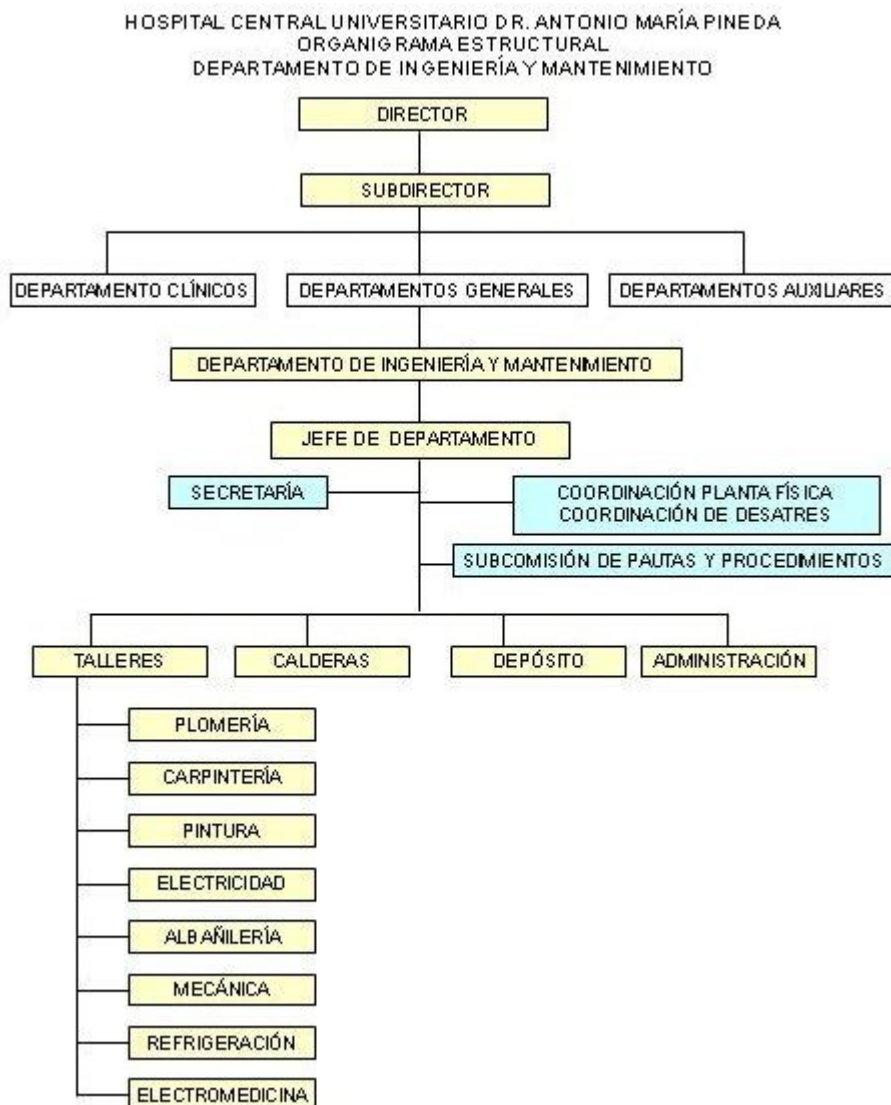 HOSPITAL CENTRAL UNIVERSITARIO DR. ANTONIO MARÍA PINEDA
ORGANIGRAMA ESTRUCTURAL
DEPARTAMENTO DE INGENIERÍA Y MANTENIMIENTO
DIRECTOR
SUBDIRECTOR
DEPARTAMENTO CLÍNICOS
DEPARTAMENTOS GENERALES
DEPARTAMENTOS AUXILIARES
DEPARTAMENTO DE INGENIERÍA Y MANTENIMIENTO
JEFE DE DEPARTAMENTO
SECRETARÍA
COORDINACIÓN PLANTA FÍSICA
COORDINACIÓN DE DESATRES
SUBCOMISIÓN DE PAUTAS Y PROCEDIMIENTOS
TALLERES
CALDERAS
DEPÓSITO
ADMINISTRACIÓN
PLOMERÍA
CARPINTERÍA
PINTURA
ELECTRICIDAD
ALBAÑILERÍA
MECÁNICA
REFRIGERACIÓN
ELECTROMEDICINA